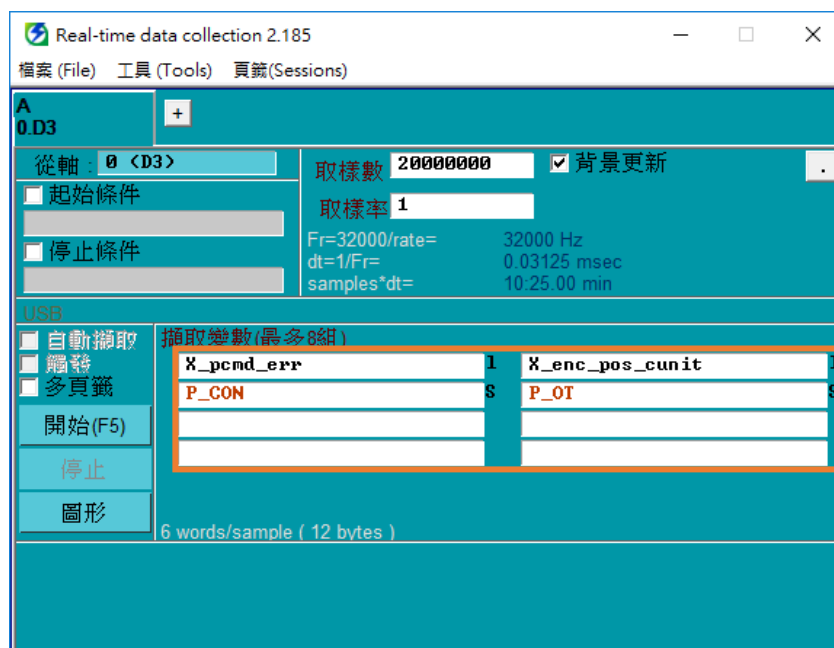 Real-time data collection 2.185
檔案 (File) 工具 (Tools) 頁籤(Sessions)
A
0.D3
+
從軸 : 0 (D3)
起始條件
停止條件
取樣數 20000000 背景更新 .
取樣率 1
Fr=32000/rate= 32000 Hz
dt=1/Fr= 0.03125 msec
samples*dt= 10:25.00 min
USB
自動擷取
觸發
多頁籤
開始(F5)
停止
圖形
擷取變數(最多8組)
X_pcmd_err l X_enc_pos_cunit l
P_CON S P_OT S
6 words/sample ( 12 bytes )